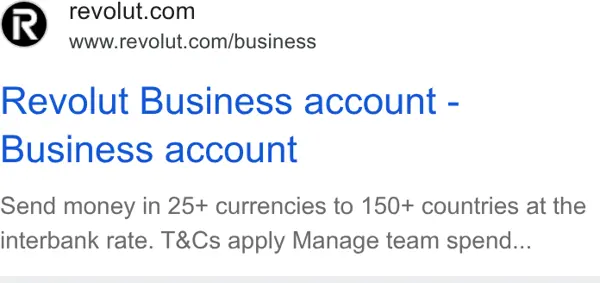 R
revolut.com
www.revolut.com/business
Revolut Business account -
Business account
Send money in 25+ currencies to 150+ countries at the
interbank rate. T&Cs apply Manage team spend...